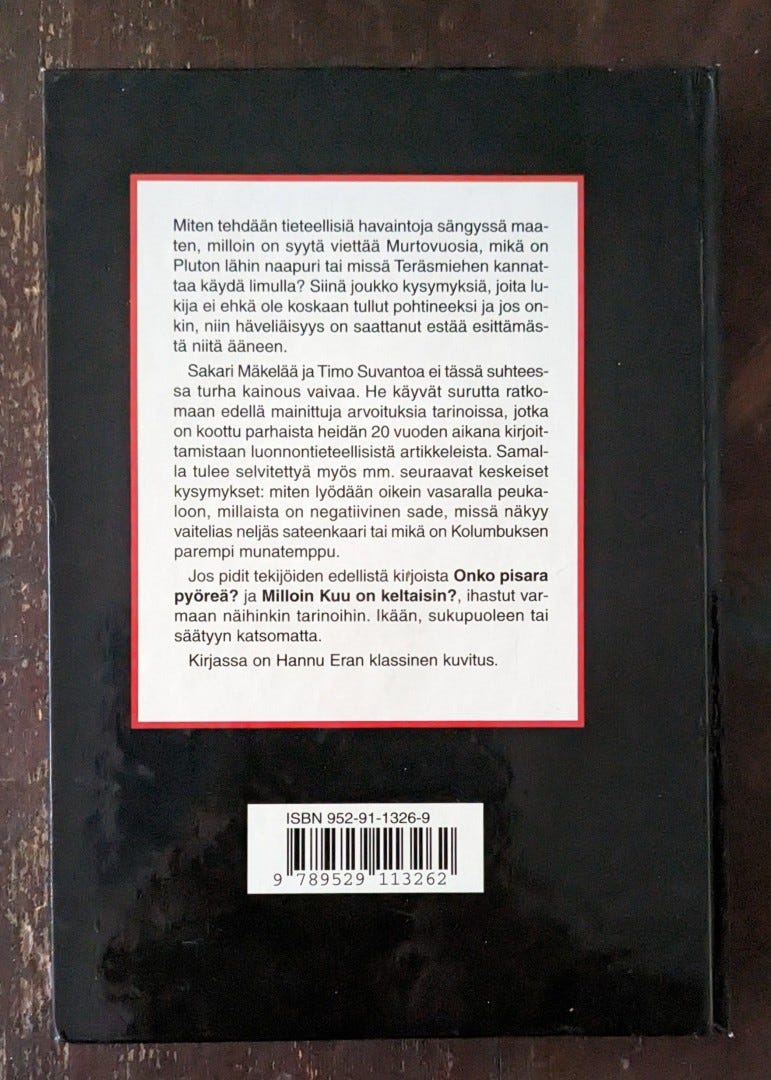 Miten tehdään tieteellisiä havaintoja sängyssä maa-
ten, milloin on syytä viettää Murtovuosia, mikä on
Pluton lähin naapuri tai missä Teräsmiehen kannat-
taa käydä limulla? Siinä joukko kysymyksiä, joita lu-
kija ei ehkä ole koskaan tullut pohtineeksi ja jos on-
kin, niin häveliäisyys on saattanut estää esittämäs-
tä niitä ääneen.
Sakari Mäkelää ja Timo Suvantoa ei tässä suhtees-
sa turha kainous vaivaa. He käyvät surutta ratko-
maan edellä mainittuja arvoituksia tarinoissa, jotka
on koottu parhaista heidän 20 vuoden aikana kirjoit-
tamistaan luonnontieteellisistä artikkeleista. Samal-
la tulee selvitettyä myös mm. seuraavat keskeiset
kysymykset: miten lyödään oikein vasaralla peuka-
loon, millaista on negatiivinen sade, missä näkyy
vaitelias neljäs sateenkaari tai mikä on Kolumbuksen
parempi munatemppu.
Jos pidit tekijöiden edellistä kirjoista Onko pisara
pyöreä? ja Milloin Kuu on keltaisin?, ihastut var-
maan näihinkin tarinoihin. Ikään, sukupuoleen tai
säätyyn katsomatta.
Kirjassa on Hannu Eran klassinen kuvitus.
ISBN 952-91-1326-9
9 789529 113262